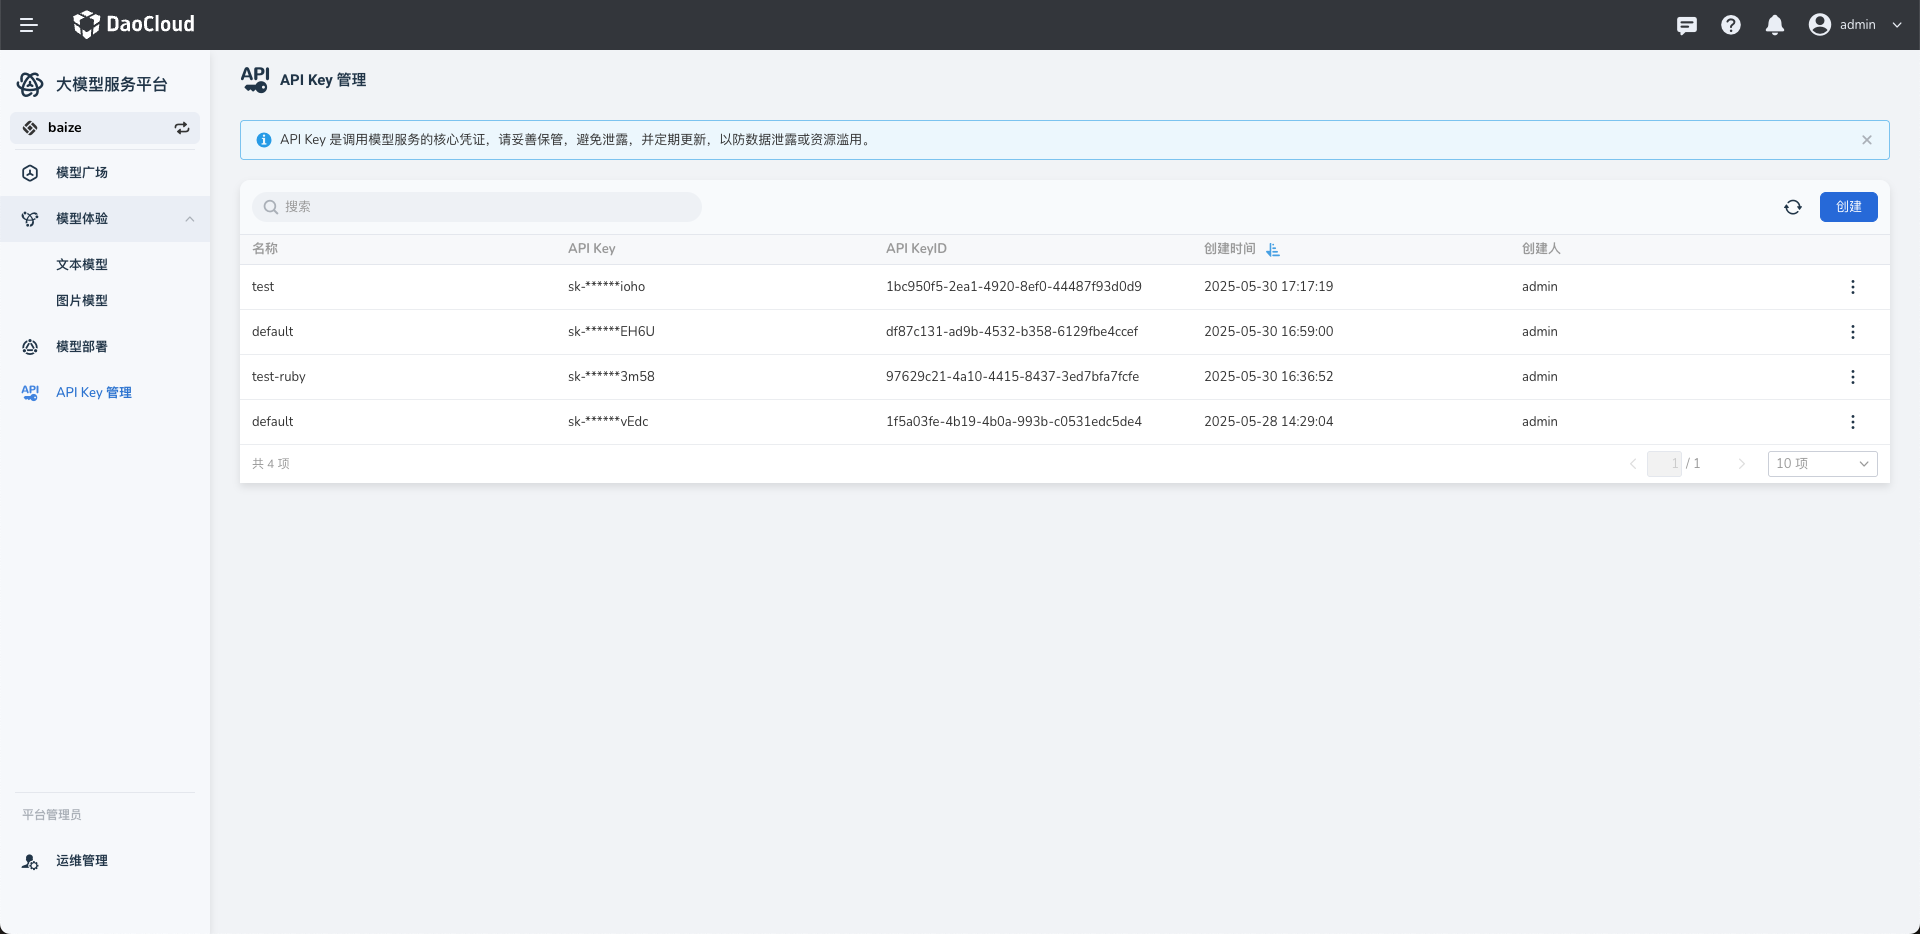 DaoCloud
admin
大模型服务平台
baize
模型广场
模型体验
文本模型
图片模型
模型部署
API
API Key 管理
平台管理员
运维管理
API
API Key 管理
API Key 是调用模型服务的核心凭证，请妥善保管，避免泄露，并定期更新，以防数据泄露或资源滥用。
搜索
创建
名称 API Key API KeyID 创建时间 创建人
test sk-******ioho 1bc950f5-2ea1-4920-8ef0-44487f93d0d9 2025-05-30 17:17:19 admin
default sk-******EH6U df87c131-ad9b-4532-b358-6129fbe4ccef 2025-05-30 16:59:00 admin
test-ruby sk-******3m58 97629c21-4a10-4415-8437-3ed7bfa7fcfe 2025-05-30 16:36:52 admin
default sk-******vEdc 1f5a03fe-4b19-4b0a-993b-c0531edc5de4 2025-05-28 14:29:04 admin
共 4 项 1 / 1 10 项